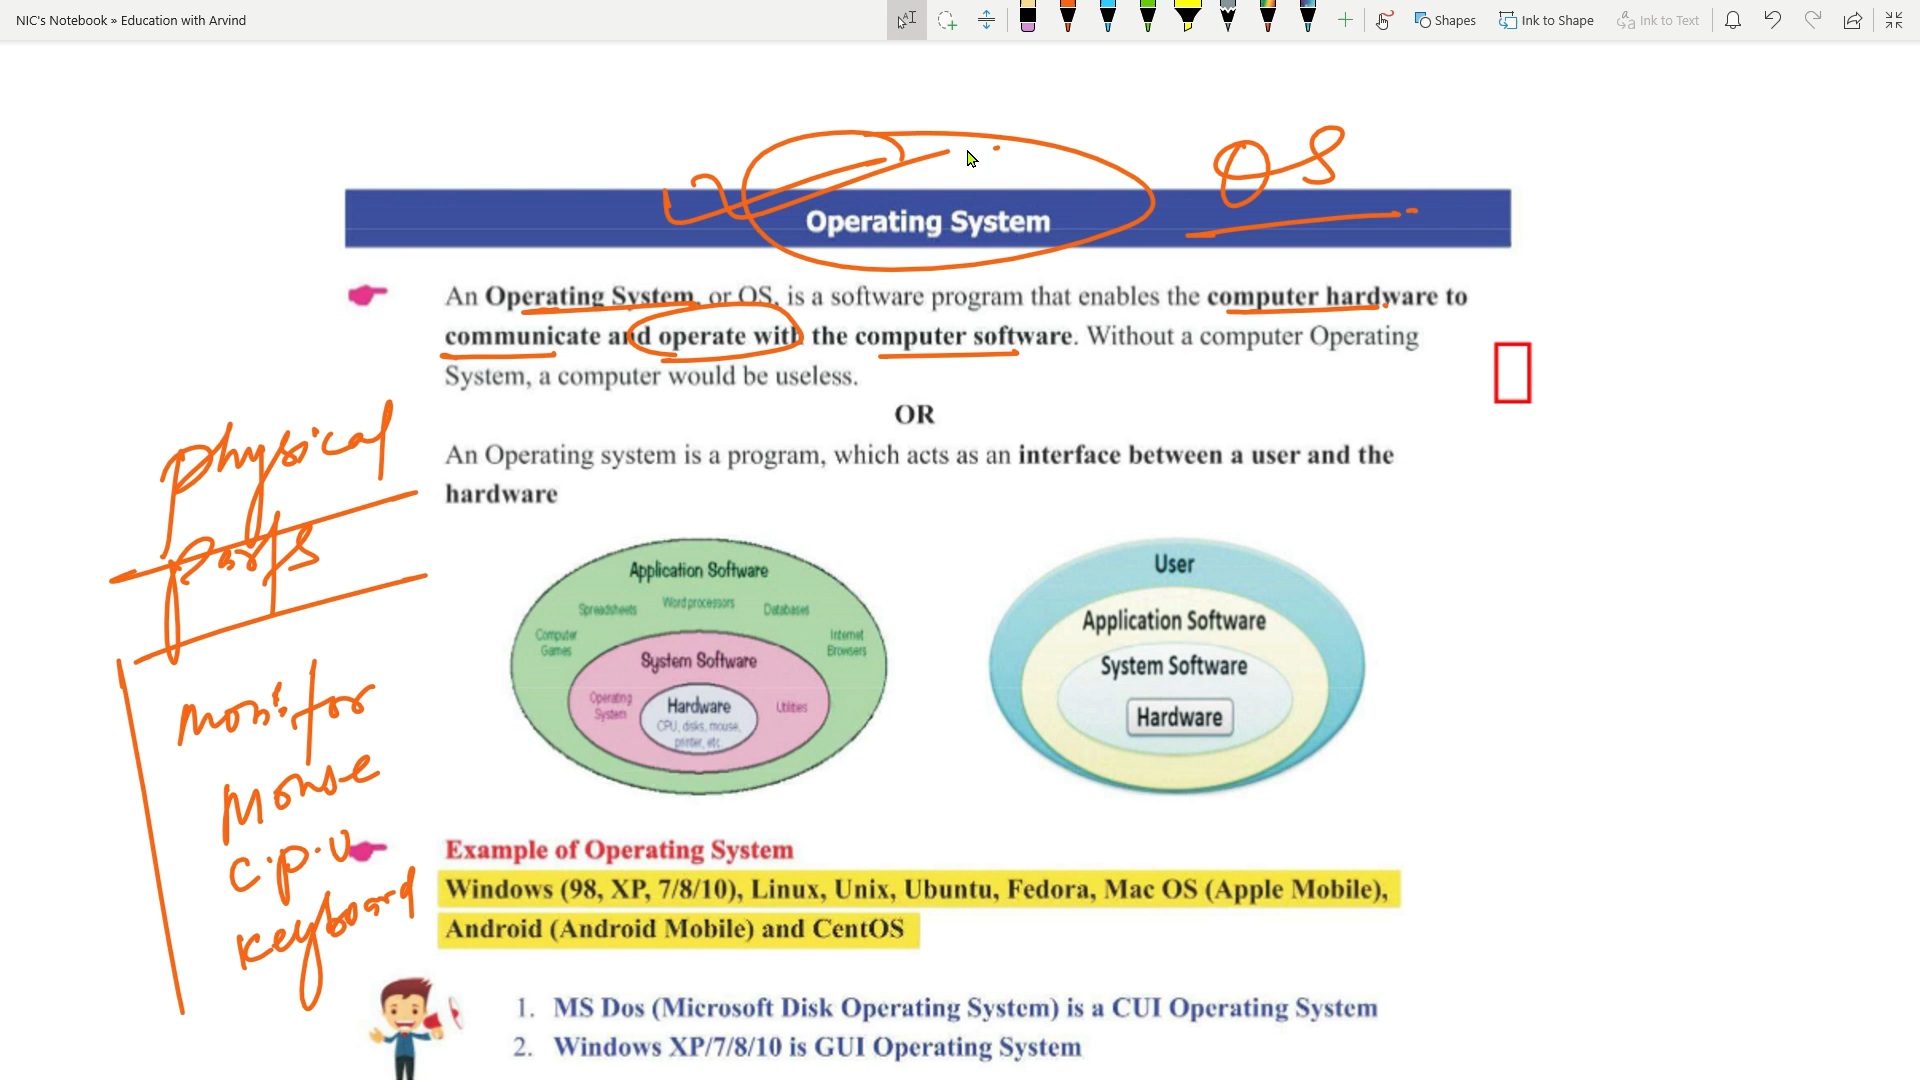 NIC's Notebook » Education with Arvind
Shapes
Ink to Shape
Ink to Text
OS
Operating System
An Operating System, or OS, is a software program that enables the computer hardware to
communicate and operate with the computer software. Without a computer Operating
System, a computer would be useless.
OR
An Operating system is a program, which acts as an interface between a user and the
hardware
physical
parts
Monitor
Mouse
C.P.U
Keyboard
Application Software
Spreadsheets
Word processors
Databases
Computer
Games
Internet
Browsers
System Software
Operating
System
Utilities
Hardware
CPU, disks, mouse,
printer, etc.
User
Application Software
System Software
Hardware
Example of Operating System
Windows (98, XP, 7/8/10), Linux, Unix, Ubuntu, Fedora, Mac OS (Apple Mobile),
Android (Android Mobile) and CentOS
1. MS Dos (Microsoft Disk Operating System) is a CUI Operating System
2. Windows XP/7/8/10 is GUI Operating System